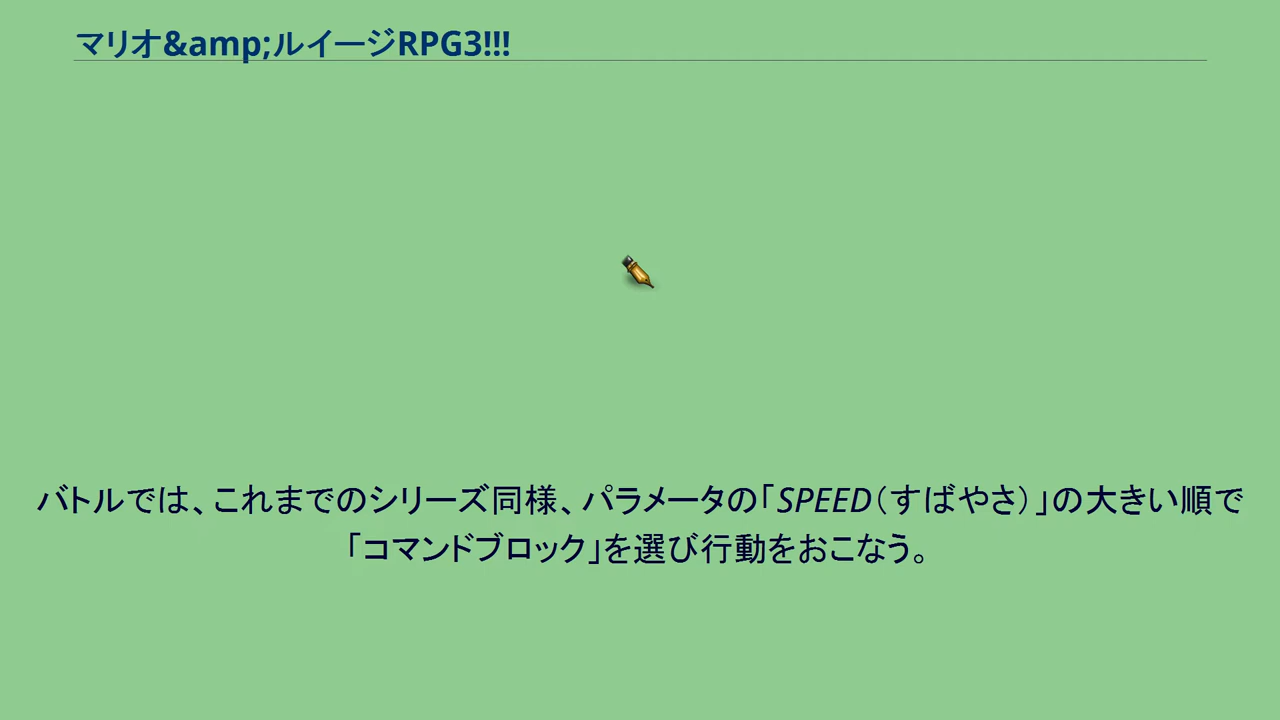 マリオ&amp;ルイージRPG3!!!
バトルでは、これまでのシリーズ同様、パラメータの「SPEED（すばやさ）」の大きい順で
「コマンドブロック」を選び行動をおこなう。